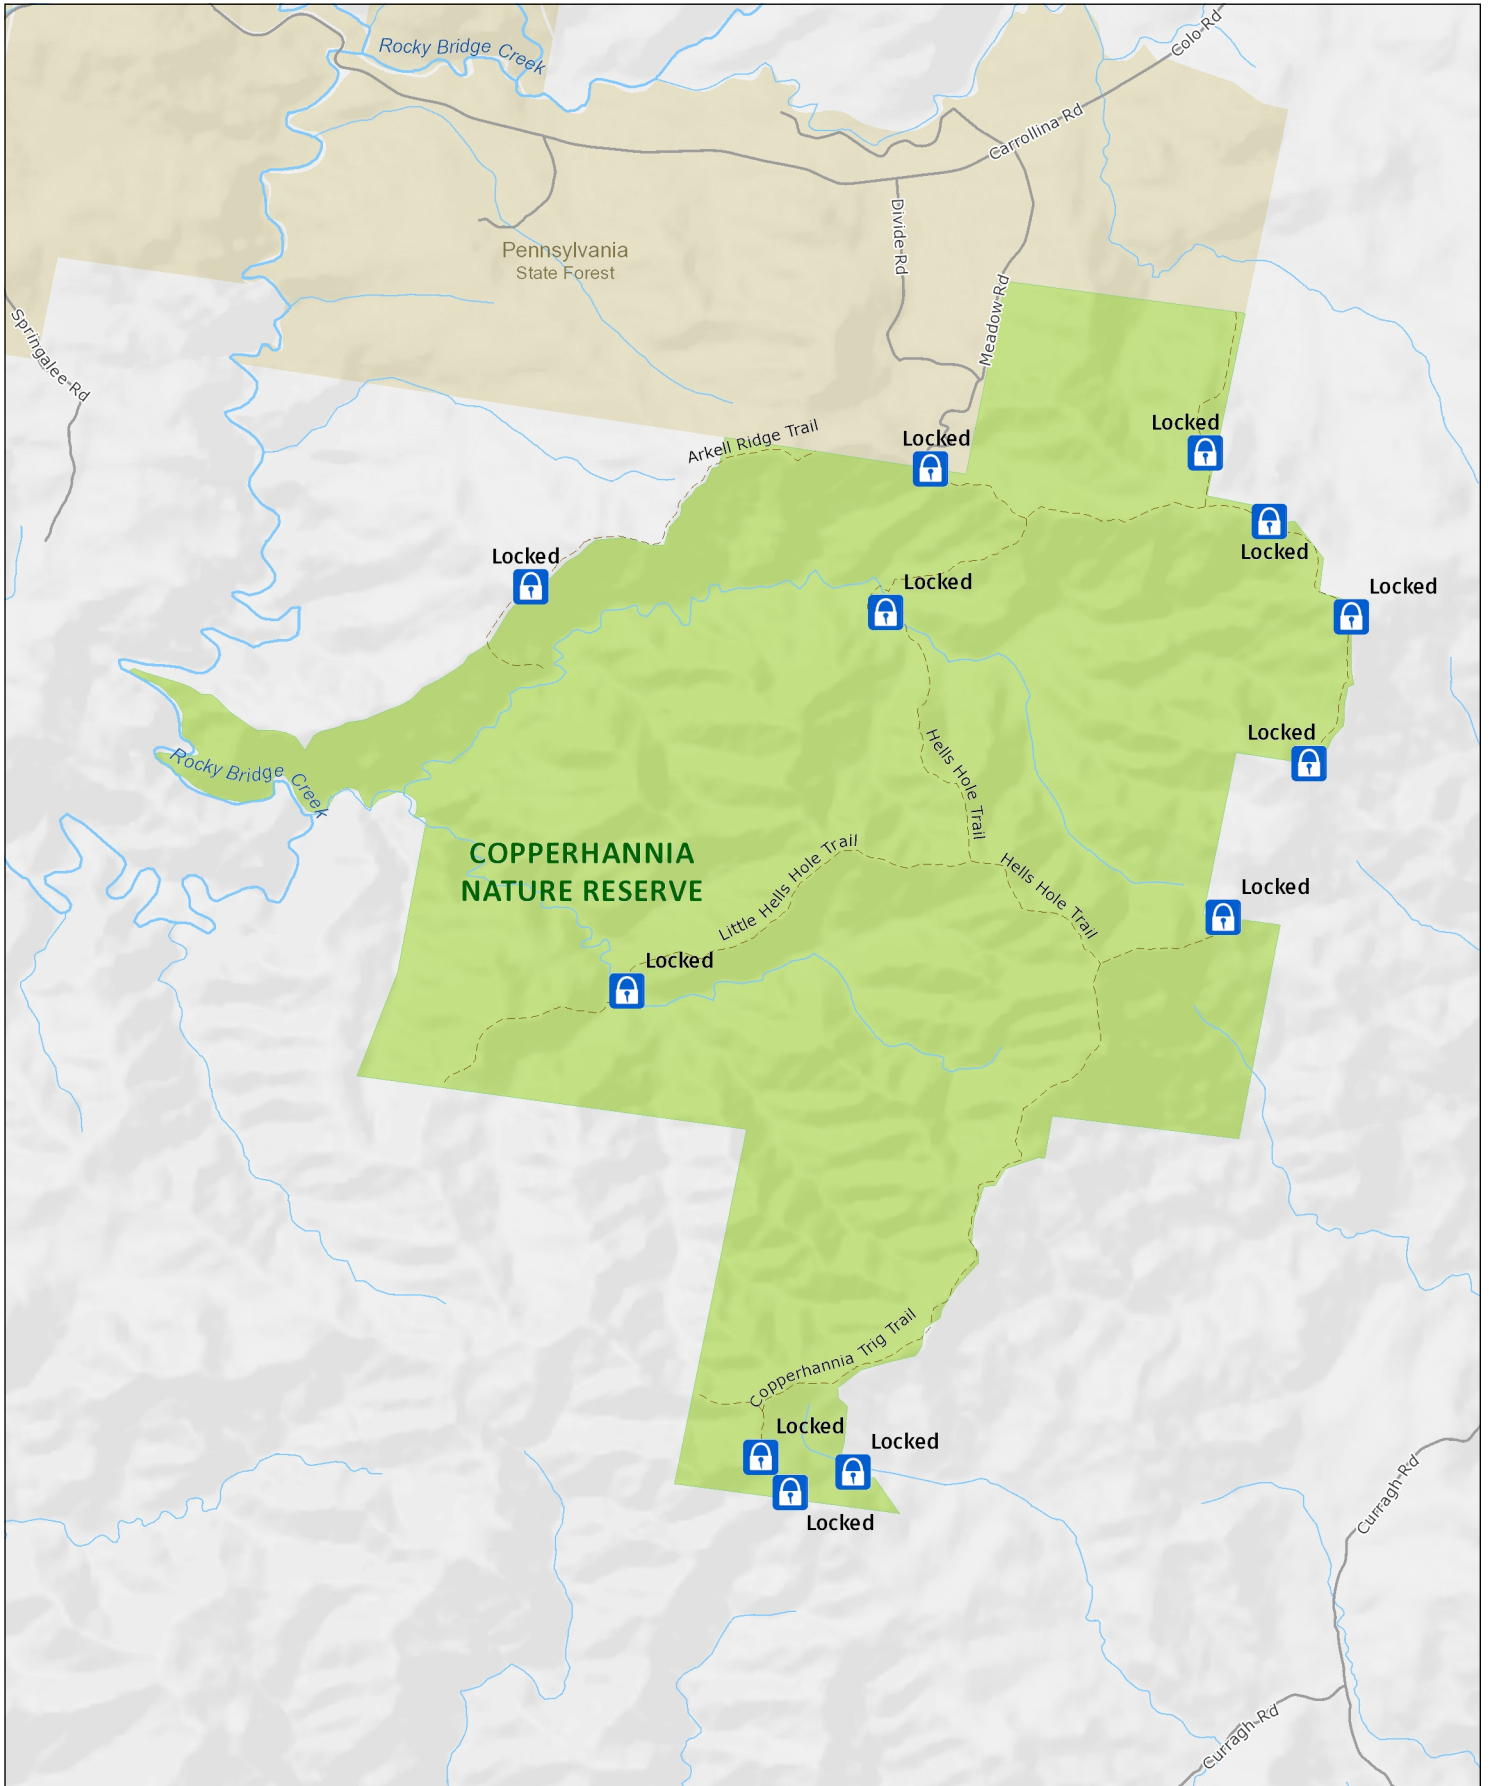 Rocky Bridge Creek
Colo Rd
Carrollina Rd
Divide Rd
Pennsylvania
State Forest
Meadow Rd
Springalee Rd
Arkell Ridge Trail
Locked
Locked
Locked
Locked
Locked
Locked
Locked
Hells Hole Trail
Rocky Bridge Creek
COPPERHANNIA
NATURE RESERVE
Little Hells Hole Trail
Hells Hole Trail
Locked
Locked
Copperhannia Trig Trail
Locked
Locked
Locked
Curragh Rd
Curragh Rd